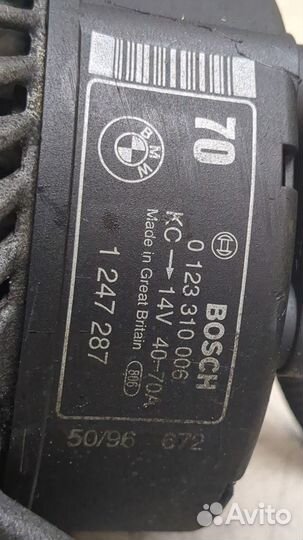 70
BMW
BOSCH
0 123 310 006
KC → 14V 40-70A
Made in Great Britain 806
1 247 287
50/96 672
Avito